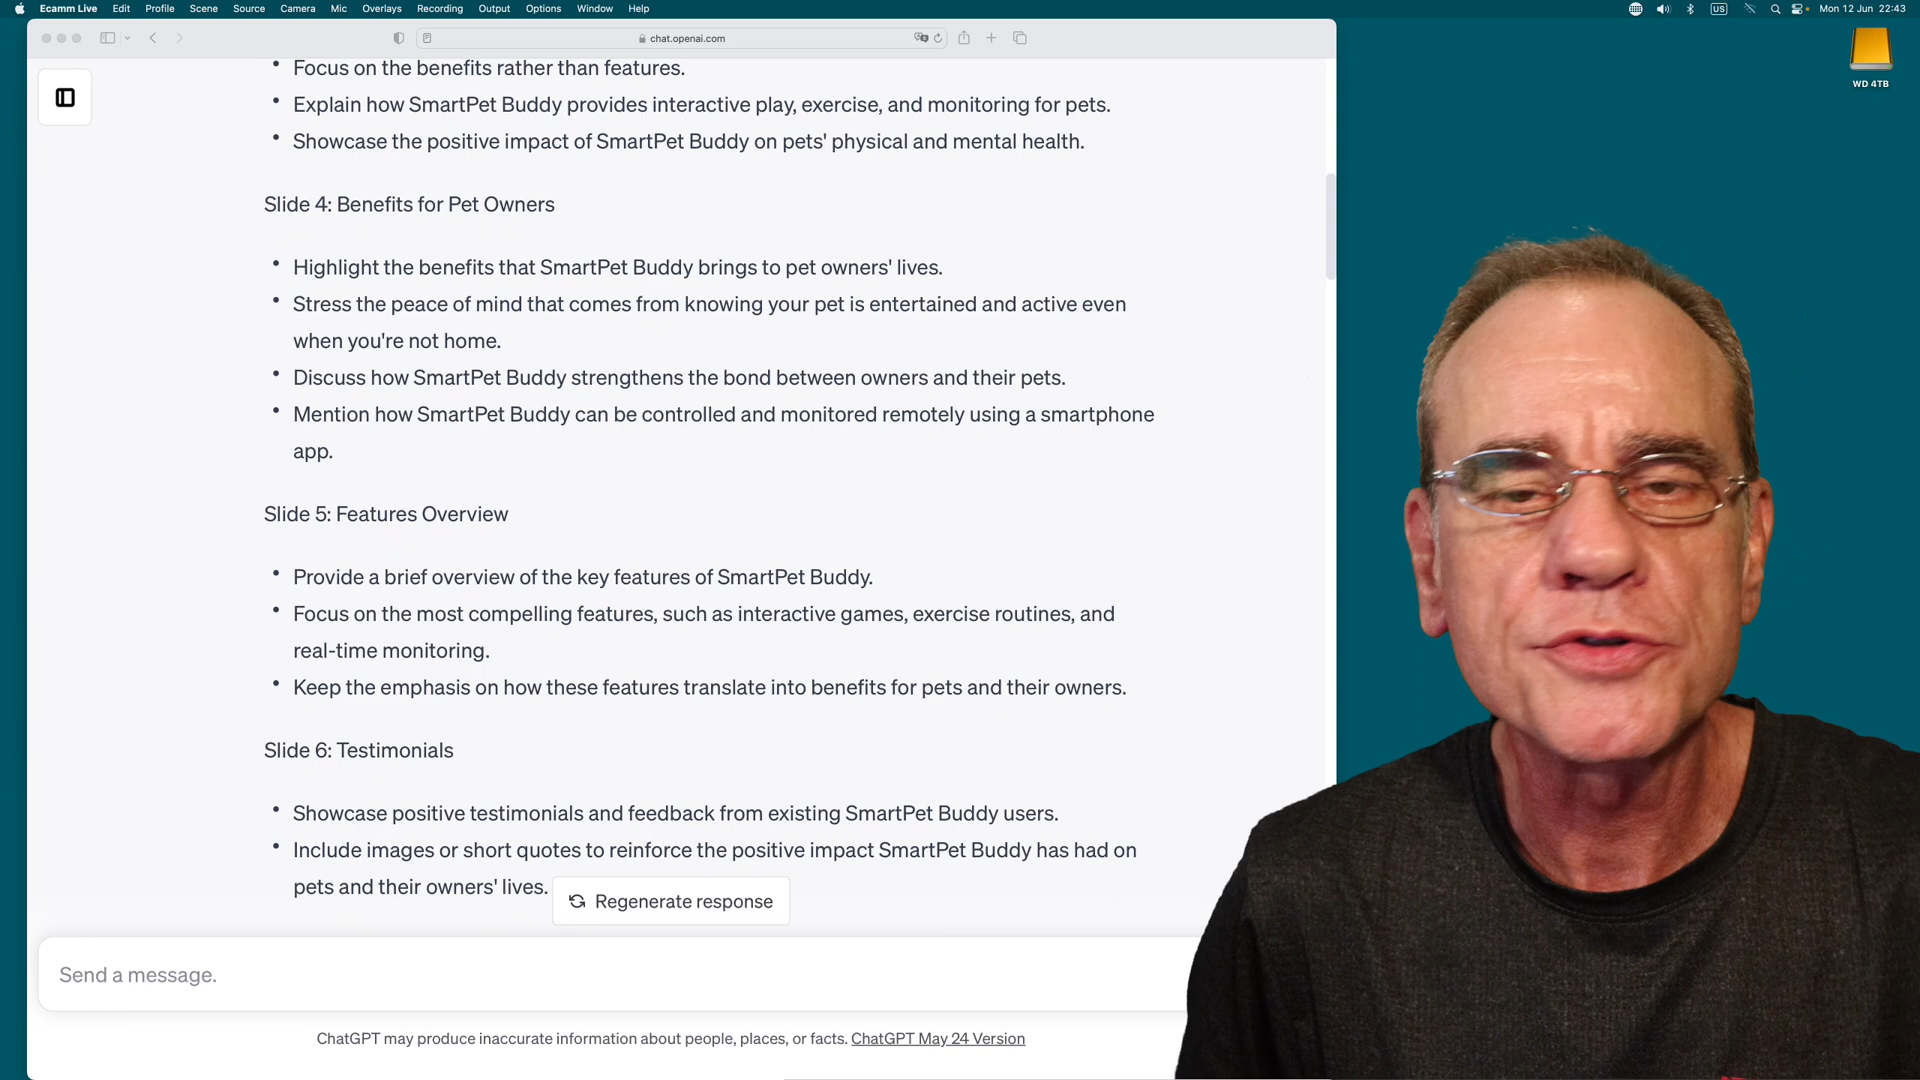 Ecamm Live Edit Profile Scene Source Camera Mic Overlays Recording Output Options Window Help US Mon 12 Jun 22:43
chat.openai.com
WD 4TB
• Focus on the benefits rather than features.
• Explain how SmartPet Buddy provides interactive play, exercise, and monitoring for pets.
• Showcase the positive impact of SmartPet Buddy on pets' physical and mental health.
Slide 4: Benefits for Pet Owners
• Highlight the benefits that SmartPet Buddy brings to pet owners' lives.
• Stress the peace of mind that comes from knowing your pet is entertained and active even
when you're not home.
• Discuss how SmartPet Buddy strengthens the bond between owners and their pets.
• Mention how SmartPet Buddy can be controlled and monitored remotely using a smartphone
app.
Slide 5: Features Overview
• Provide a brief overview of the key features of SmartPet Buddy.
• Focus on the most compelling features, such as interactive games, exercise routines, and
real-time monitoring.
• Keep the emphasis on how these features translate into benefits for pets and their owners.
Slide 6: Testimonials
• Showcase positive testimonials and feedback from existing SmartPet Buddy users.
• Include images or short quotes to reinforce the positive impact SmartPet Buddy has had on
pets and their owners' lives.
Regenerate response
Send a message.
ChatGPT may produce inaccurate information about people, places, or facts. ChatGPT May 24 Version